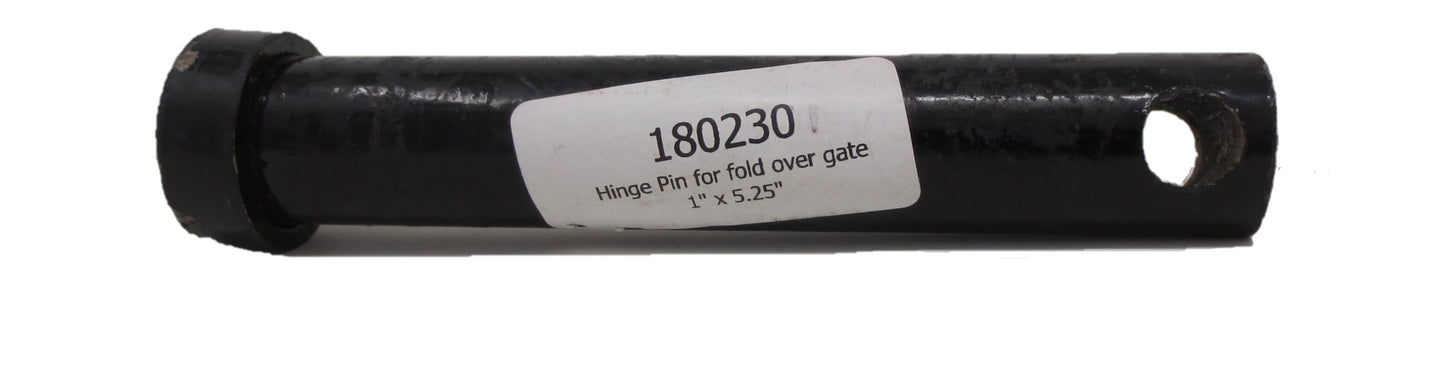 180230
Hinge Pin for fold over gate
1" x 5.25"